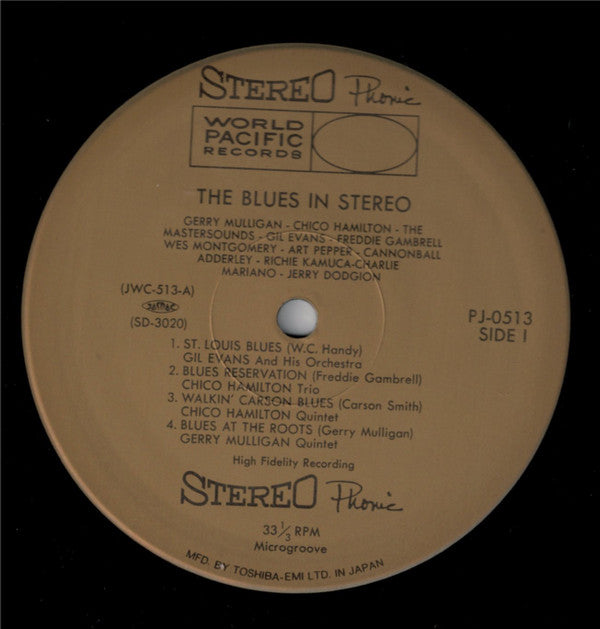 STEREO Phonic
WORLD
PACIFIC
RECORDS
THE BLUES IN STEREO
GERRY MULLIGAN - CHICO HAMILTON - THE
MASTERSOUNDS - GIL EVANS - FREDDIE GAMBRELL
WES MONTGOMERY - ART PEPPER - CANNONBALL
ADDERLEY - RICHIE KAMUCA-CHARLIE
MARIANO - JERRY DODGION
(JWC-513-A)
JASRAC
(SD-3020)
PJ-0513
SIDE I
1. ST. LOUIS BLUES (W.C. Handy)
GIL EVANS And His Orchestra
2. BLUES RESERVATION (Freddie Gambrell)
CHICO HAMILTON Trio
3. WALKIN' CARSON BLUES (Carson Smith)
CHICO HAMILTON Quintet
4. BLUES AT THE ROOTS (Gerry Mulligan)
GERRY MULLIGAN Quintet
High Fidelity Recording
STEREO Phonic
33 1/3 RPM
Microgroove
MFD. BY TOSHIBA-EMI LTD. IN JAPAN